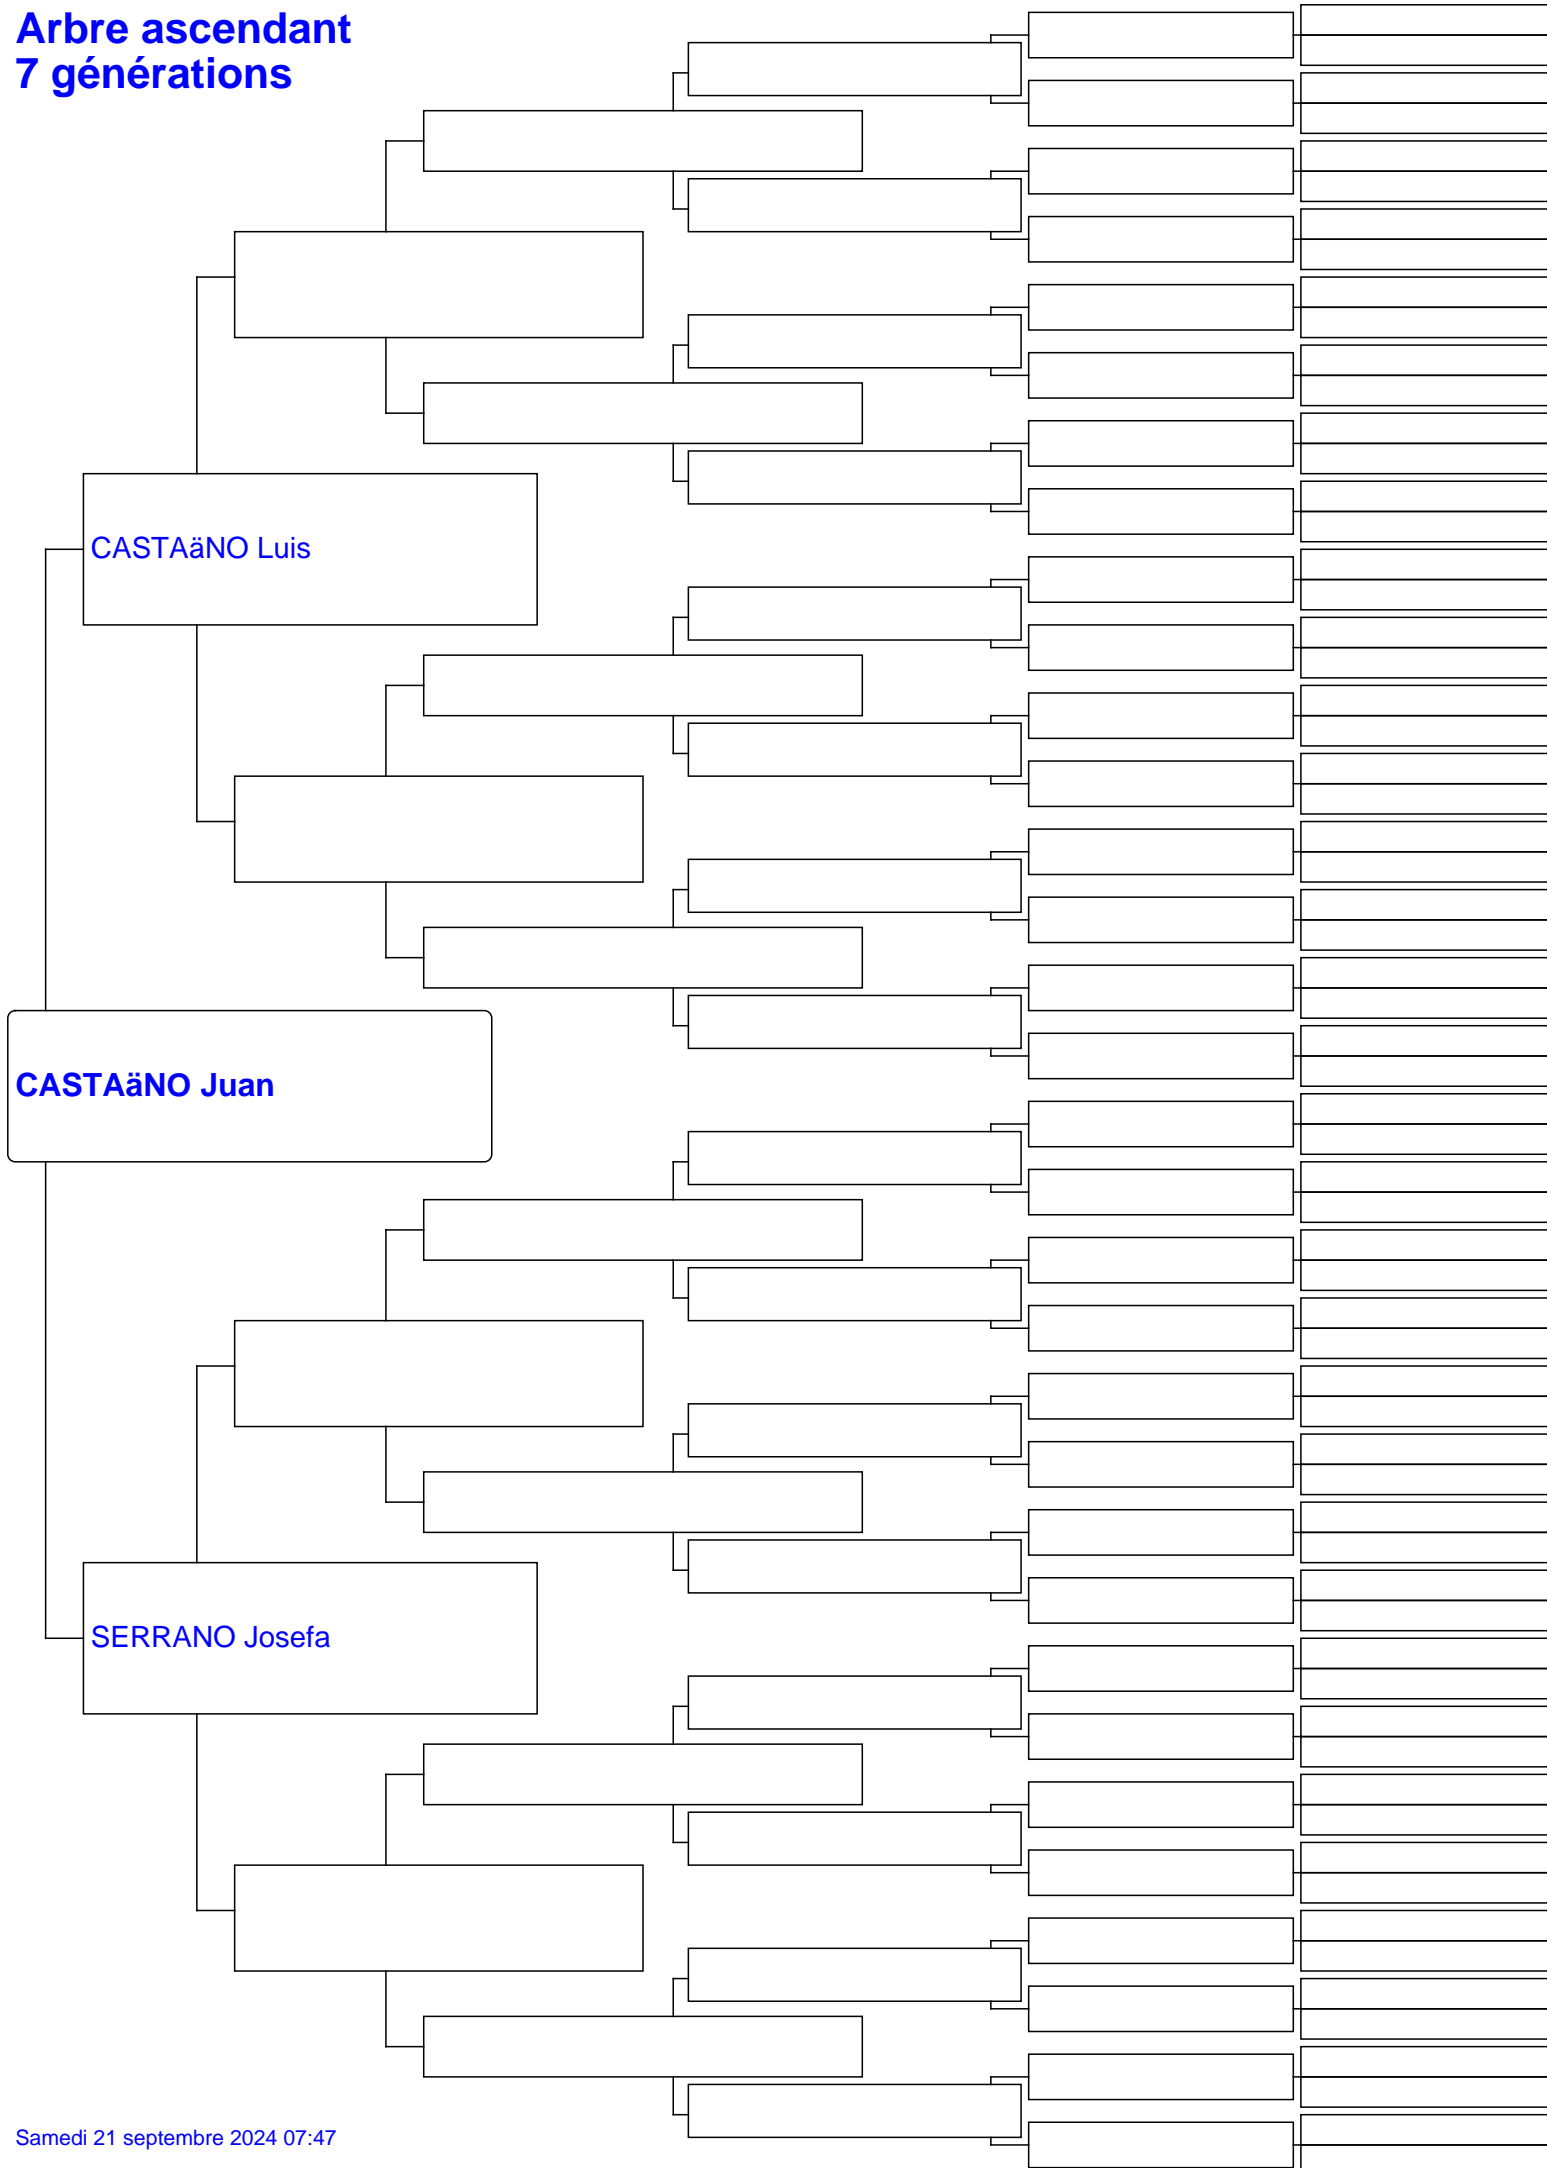 Arbre ascendant
7 générations
CASTAäNO Luis
CASTAäNO Juan
SERRANO Josefa
Samedi 21 septembre 2024 07:47